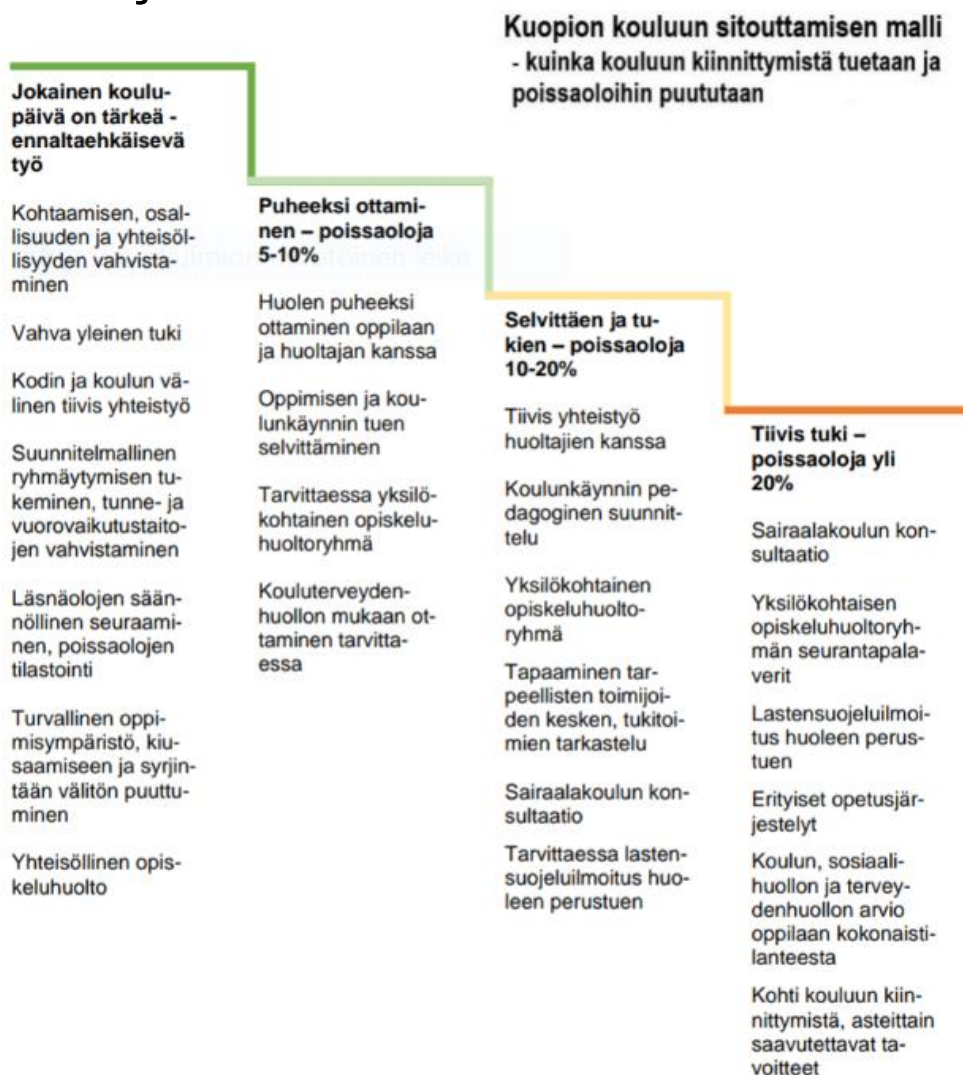 Kuopion kouluun sitouttamisen malli
- kuinka kouluun kiinnittymistä tuetaan ja
poissaoloihin puututaan
Jokainen koulu-
päivä on tärkeä -
ennaltaehkäisevä
työ
Kohtaamisen, osal-
lisuuden ja yhteisöl-
lisyyden vahvista-
minen
Vahva yleinen tuki
Kodin ja koulun vä-
linen tiivis yhteistyö
Suunnitelmallinen
ryhmäytymisen tu-
keminen, tunne- ja
vuorovaikutustaito-
jen vahvistaminen
Läsnäolojen sään-
nöllinen seuraami-
nen, poissaolojen
tilastointi
Turvallinen oppi-
misympäristö, kiu-
saamiseen ja syrjin-
tään välitön puuttu-
minen
Yhteisöllinen opis-
keluhuolto
Puheeksi ottami-
nen – poissaoloja
5-10%
Huolen puheeksi
ottaminen oppilaan
ja huoltajan kanssa
Oppimisen ja kou-
lunkäynnin tuen
selvittäminen
Tarvittaessa yksilö-
kohtainen opiskelu-
huoltoryhmä
Kouluterveyden-
huollon mukaan ot-
taminen tarvitta-
essa
Selvittäen ja tu-
kien – poissaoloja
10-20%
Tiivis yhteistyö
huoltajien kanssa
Koulunkäynnin pe-
dagoginen suunnit-
telu
Yksilökohtainen
opiskeluhuolto-
ryhmä
Tapaaminen tar-
peellisten toimijoi-
den kesken, tukitoi-
mien tarkastelu
Sairaalakoulun kon-
sultaatio
Tarvittaessa lasten-
suojeluilmoitus huo-
leen perustuen
Tiivis tuki –
poissaoloja yli
20%
Sairaalakoulun kon-
sultaatio
Yksilökohtaisen
opiskeluhuoltoryh-
män seurantapala-
verit
Lastensuojeluilmoi-
tus huoleen perus-
tuen
Erityiset opetusjär-
jestelyt
Koulun, sosiaali-
huollon ja tervey-
denhuollon arvio
oppilaan kokonaisti-
lanteesta
Kohti kouluun kiin-
nittymistä, asteittain
saavutettavat ta-
voitteet